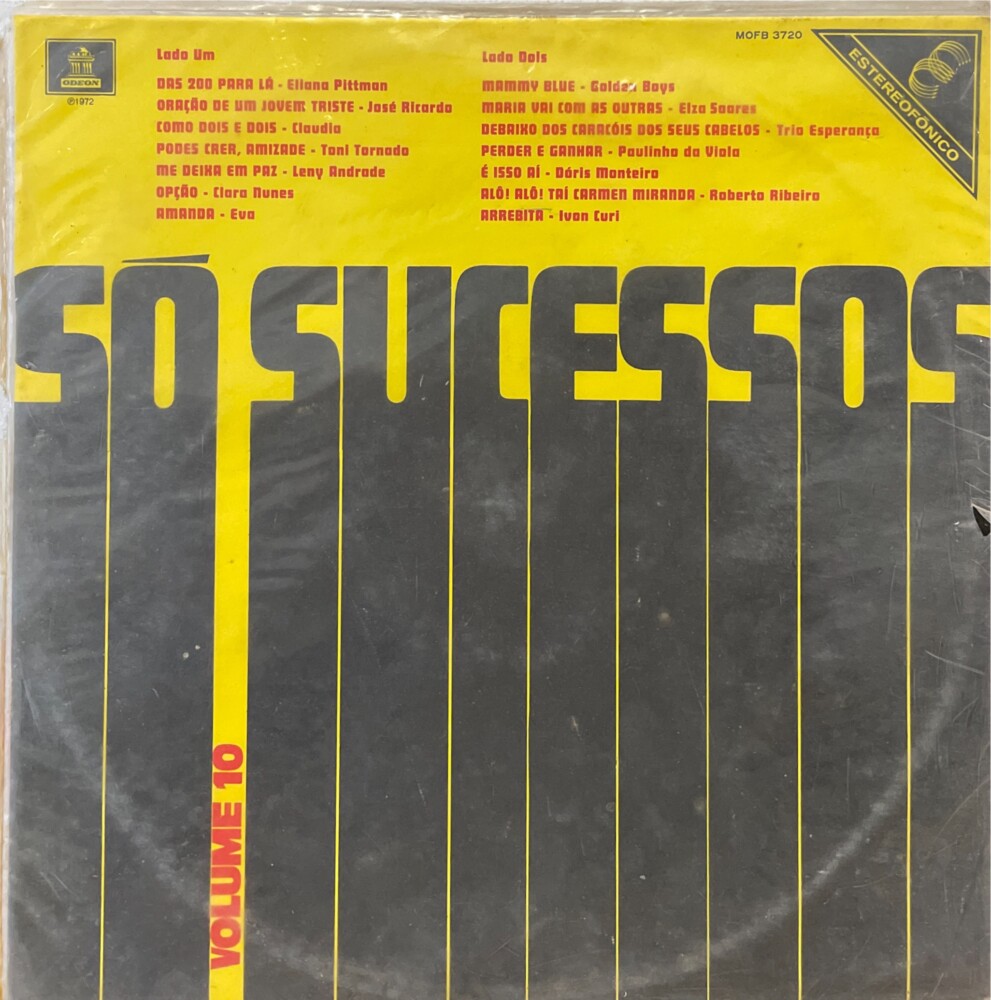 ODEON
℗1972
Lado Um
DAS 200 PARA LÁ - Eliana Pittman
ORAÇÃO DE UM JOVEM TRISTE - José Ricardo
COMO DOIS E DOIS - Claudia
PODES CRER, AMIZADE - Toni Tornado
ME DEIXA EM PAZ - Leny Andrade
OPÇÃO - Clara Nunes
AMANDA - Eva
Lado Dois
MAMMY BLUE - Golden Boys
MARIA VAI COM AS OUTRAS - Elza Soares
DEBAIXO DOS CARACÓIS DOS SEUS CABELOS - Trio Esperança
PERDER E GANHAR - Paulinho da Viola
É ISSO AÍ - Dóris Monteiro
ALÔ! ALÔ! TAÍ CARMEN MIRANDA - Roberto Ribeiro
ARREBITA - Ivon Curi
MOFB 3720
ESTEREOFÔNICO
SÓ SUCESSOS
VOLUME 10